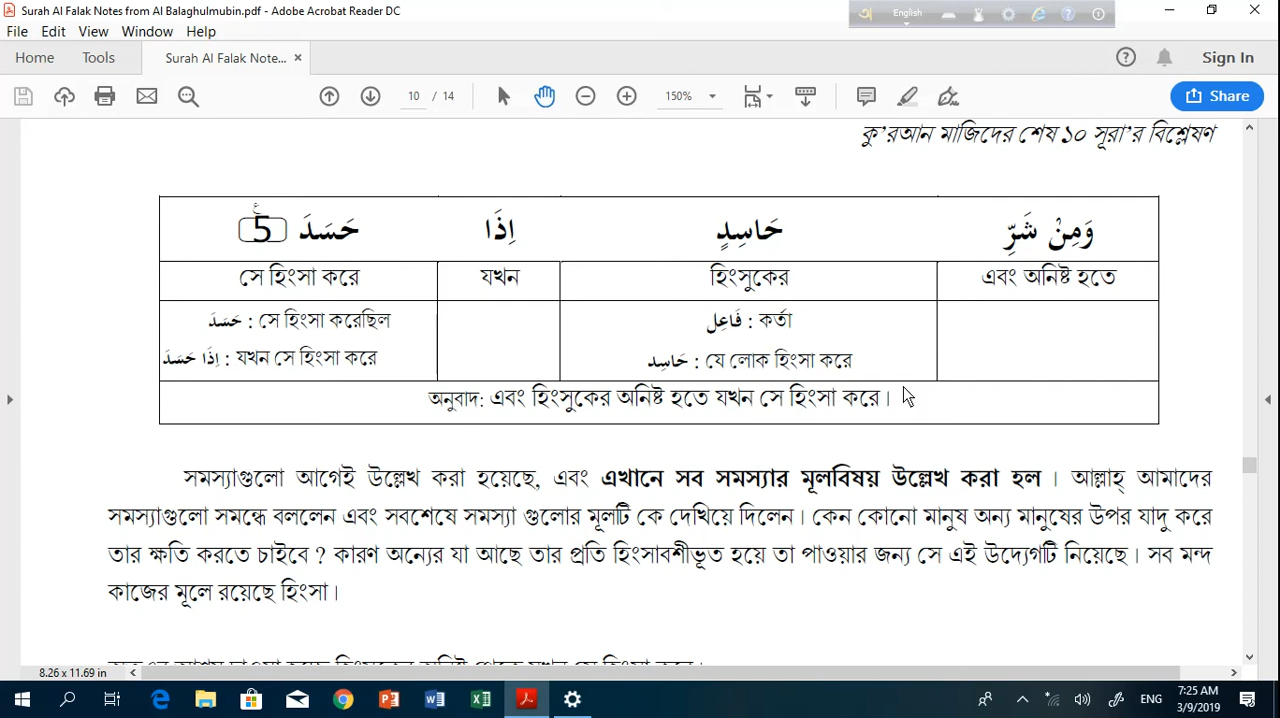 Surah Al Falak Notes from Al Balaghulmubin.pdf - Adobe Acrobat Reader DC
English
File Edit View Window Help
Home Tools Surah Al Falak Note... × Sign In
10 / 14 150% Share
কু'রআন মাজিদের শেষ ১০ সূরা'র বিশ্লেষণ
وَمِنْ شَرِّ حَاسِدٍ اِذَا حَسَدَ 5 ع
এবং অনিষ্ট হতে হিংসুকের যখন সে হিংসা করে
فَاعِل : কর্তা
حَاسِد : যে লোক হিংসা করে
حَسَدَ : সে হিংসা করেছিল
اِذَا حَسَدَ : যখন সে হিংসা করে
অনুবাদ: এবং হিংসুকের অনিষ্ট হতে যখন সে হিংসা করে।
সমস্যাগুলো আগেই উল্লেখ করা হয়েছে, এবং এখানে সব সমস্যার মূলবিষয় উল্লেখ করা হল । আল্লাহ্ আমাদের
সমস্যাগুলো সমন্ধে বললেন এবং সবশেষে সমস্যা গুলোর মূলটি কে দেখিয়ে দিলেন। কেন কোনো মানুষ অন্য মানুষের উপর যাদু করে
তার ক্ষতি করতে চাইবে ? কারণ অন্যের যা আছে তার প্রতি হিংসাবশীভূত হয়ে তা পাওয়ার জন্য সে এই উদ্যেগটি নিয়েছে। সব মন্দ
কাজের মূলে রয়েছে হিংসা।
8.26 x 11.69 in
ENG 7:25 AM
3/9/2019